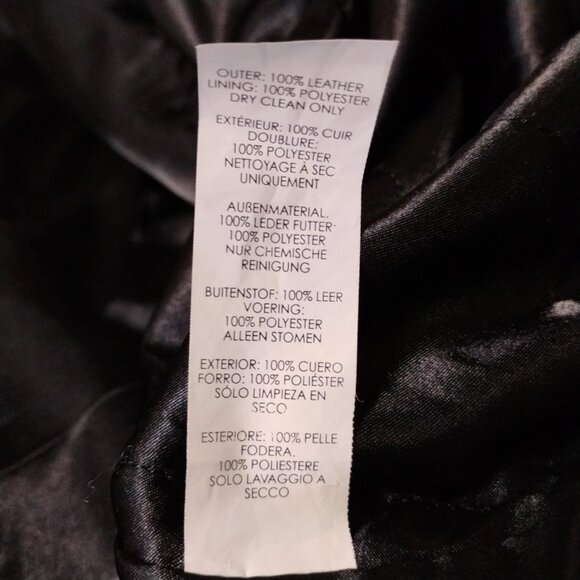 OUTER: 100% LEATHER
LINING: 100% POLYESTER
DRY CLEAN ONLY
EXTÉRIEUR: 100% CUIR
DOUBLURE:
100% POLYESTER
NETTOYAGE À SEC
UNIQUEMENT
AUßENMATERIAL.
100% LEDER FUTTER·
100% POLYESTER
NUR CHEMISCHE
REINIGUNG
BUITENSTOF: 100% LEER
VOERING:
100% POLYESTER
ALLEEN STOMEN
EXTERIOR: 100% CUERO
FORRO: 100% POLIÉSTER
SÓLO LIMPIEZA EN
SECO
ESTERIORE: 100% PELLE
FODERA.
100% POLIESTERE
SOLO LAVAGGIO A
SECCO